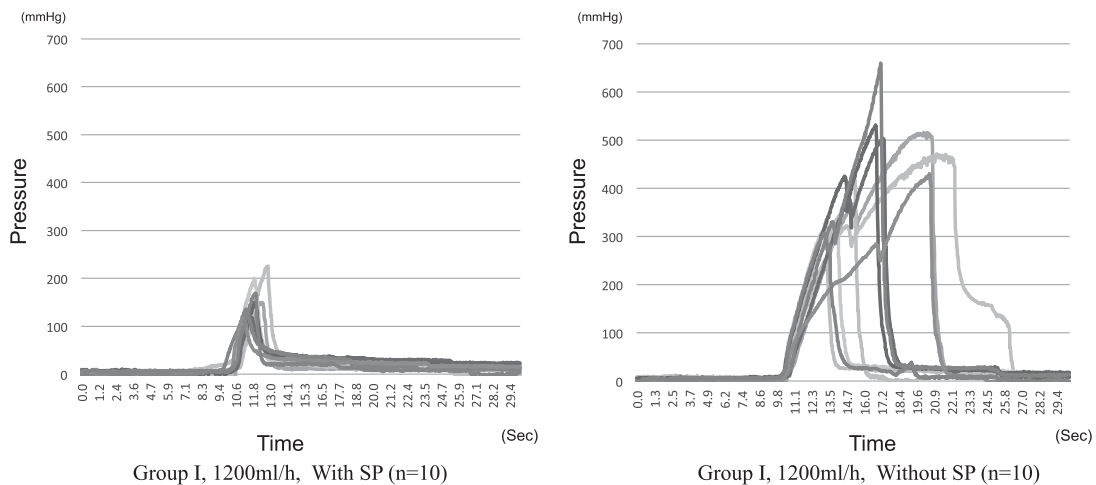 (mmHg)
700
600
500
400
300
200
100
0
Pressure
0.0 1.2 2.4 3.6 4.7 5.9 7.1 8.3 9.4 10.6 11.8 13.0 14.1 15.3 16.5 17.7 18.8 20.0 21.2 22.4 23.5 24.7 25.9 27.1 28.2 29.4
Time
(Sec)
Group I, 1200ml/h, With SP (n=10)
(mmHg)
700
600
500
400
300
200
100
0
Pressure
0.0 1.3 2.5 3.7 4.9 6.2 7.4 8.6 9.8 11.1 12.3 13.5 14.7 16.0 17.2 18.4 19.6 20.9 22.1 23.3 24.5 25.8 27.0 28.2 29.4
Time
(Sec)
Group I, 1200ml/h, Without SP (n=10)